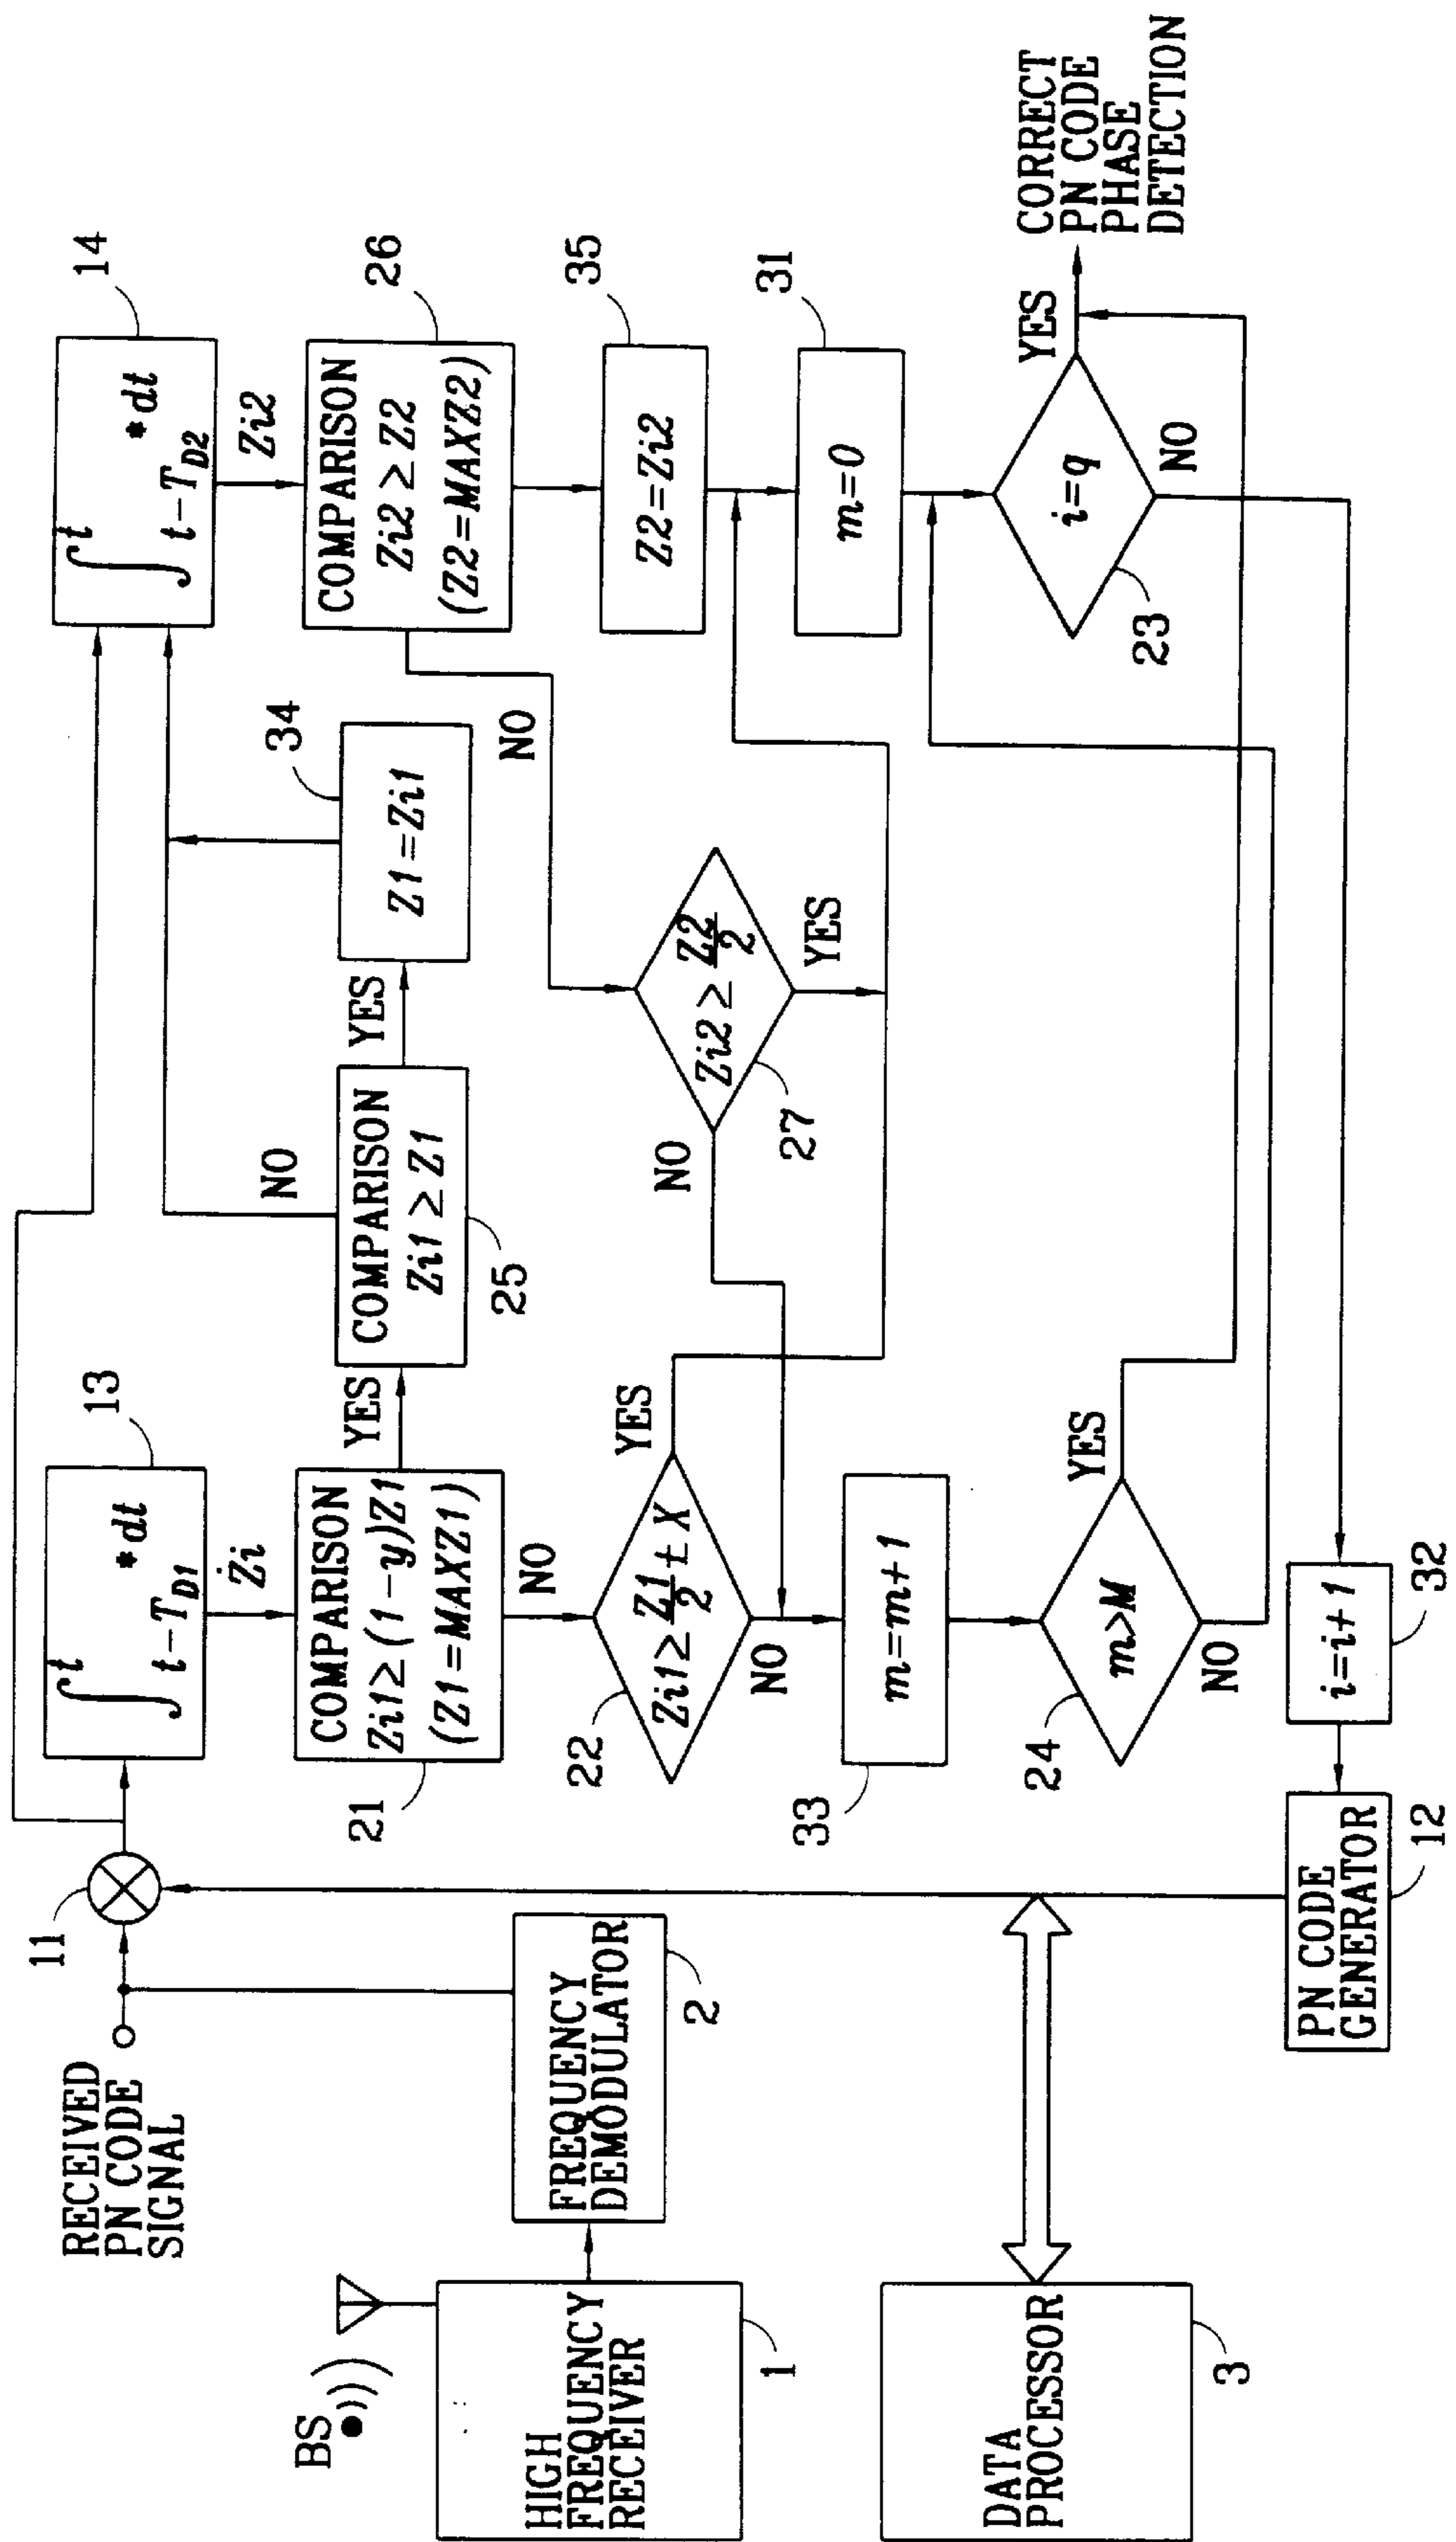 BS
HIGH
FREQUENCY
RECEIVER
1
DATA
PROCESSOR
3
RECEIVED
PN CODE
SIGNAL
FREQUENCY
DEMODULATOR
2
11
PN CODE
GENERATOR
12
∫ t t−TD1 *dt
13
Zi
COMPARISON
Zi1≥(1−y)Z1
(Z1=MAXZ1)
21
YES
NO
Zi1≥Z1/2±X
22
YES
NO
m=m+1
33
m>M
24
YES
NO
i=i+1
32
COMPARISON
Zi1≥Z1
25
NO
YES
Z1=Zi1
34
Zi2≥Z2/2
27
NO
YES
∫ t t−TD2 *dt
14
Zi2
COMPARISON
Zi2≥Z2
(Z2=MAXZ2)
26
NO
Z2=Zi2
35
m=0
31
i=q
23
YES
NO
CORRECT
PN CODE
PHASE
DETECTION